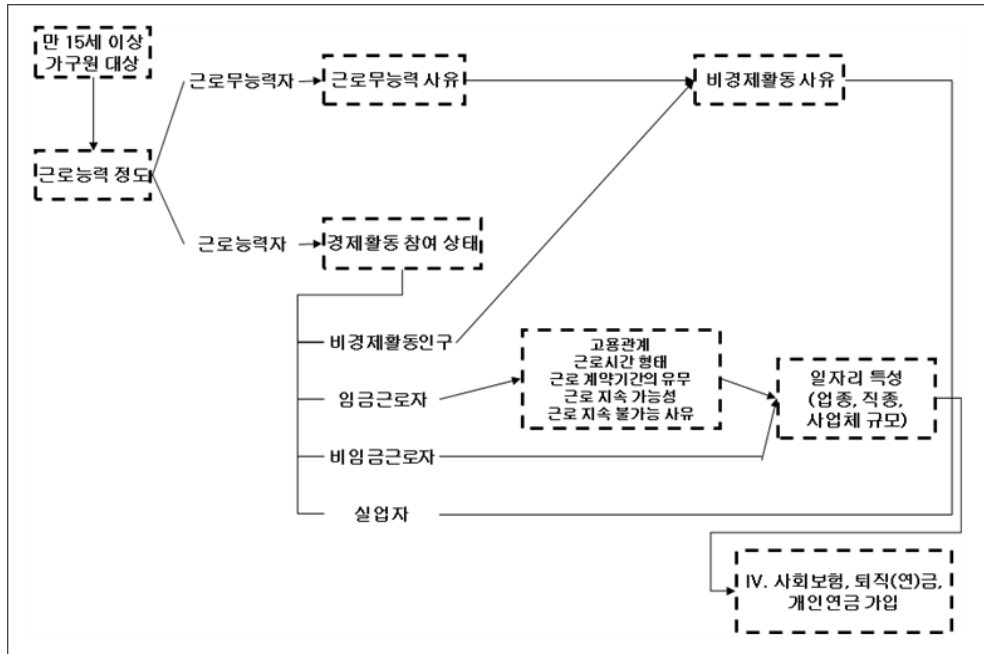 만 15세 이상
가구원 대상
근로무능력자
근로무능력 사유
비경제활동 사유
근로능력 정도
근로능력자
경제활동 참여 상태
비경제활동인구
고용관계
근로시간 형태
근로 계약기간의 유무
근로 지속 가능성
근로 지속 불가능 사유
임금근로자
일자리 특성
(업종, 직종,
사업체 규모)
비임금근로자
실업자
IV. 사회보험, 퇴직(연)금,
개인연금 가입